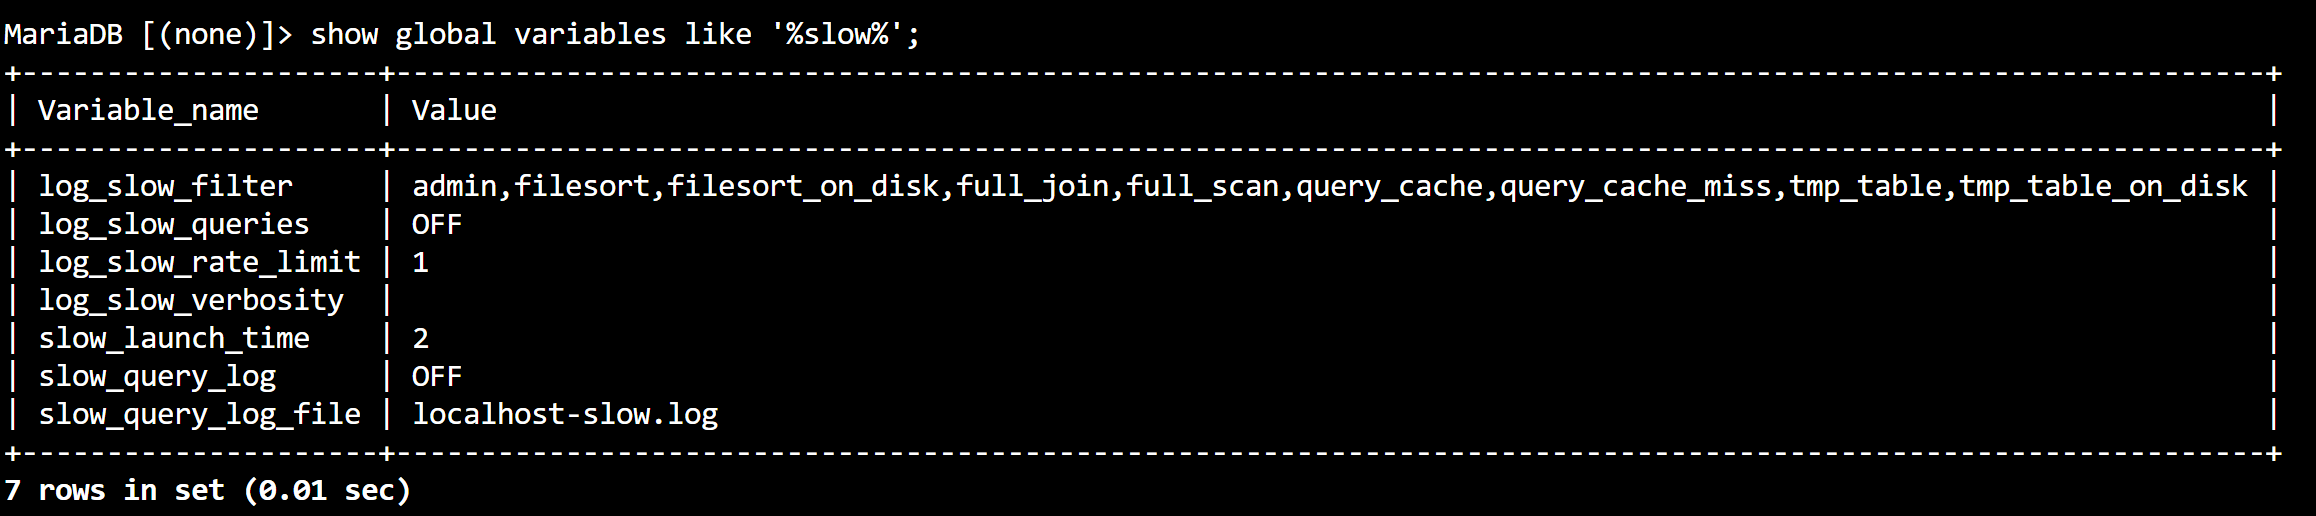 MariaDB [(none)]> show global variables like '%slow%';
+---------------------+--------------------------------------------------------------------------------------------------------------+
| Variable_name       | Value                                                                                                        |
+---------------------+--------------------------------------------------------------------------------------------------------------+
| log_slow_filter     | admin,filesort,filesort_on_disk,full_join,full_scan,query_cache,query_cache_miss,tmp_table,tmp_table_on_disk |
| log_slow_queries    | OFF                                                                                                          |
| log_slow_rate_limit | 1                                                                                                            |
| log_slow_verbosity  |                                                                                                              |
| slow_launch_time    | 2                                                                                                            |
| slow_query_log      | OFF                                                                                                          |
| slow_query_log_file | localhost-slow.log                                                                                           |
+---------------------+--------------------------------------------------------------------------------------------------------------+
7 rows in set (0.01 sec)